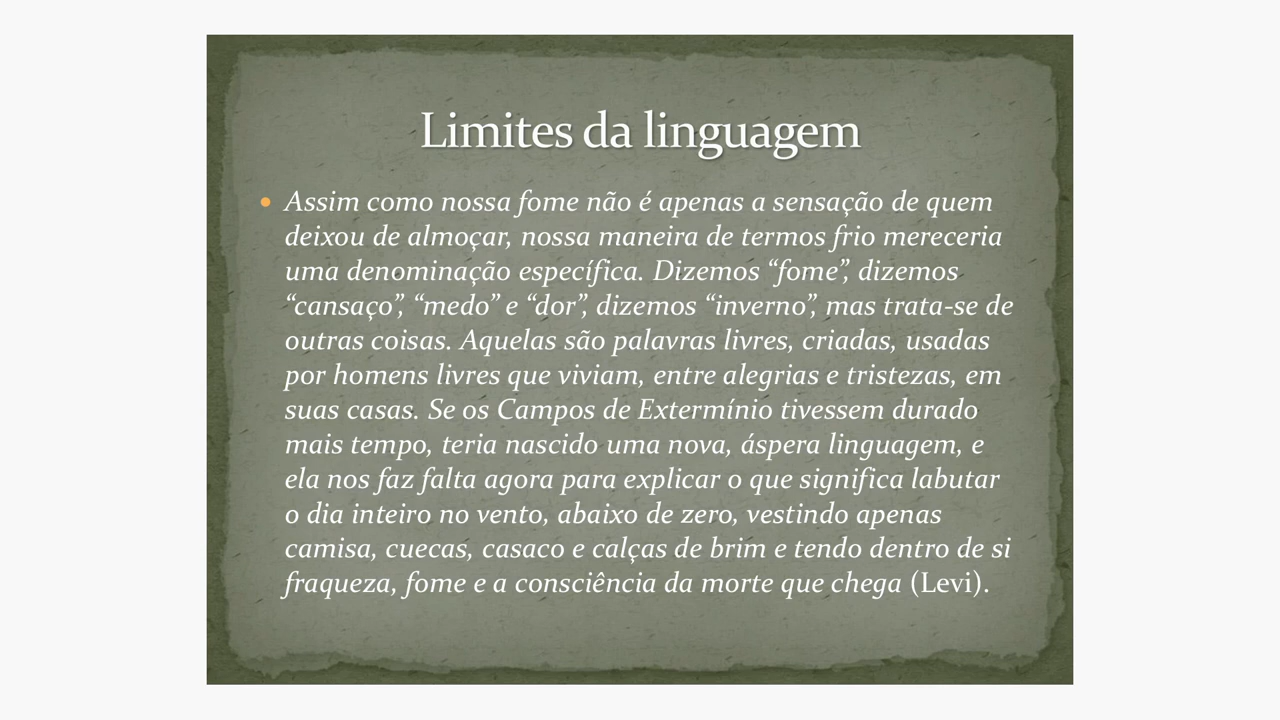 Limites da linguagem
• Assim como nossa fome não é apenas a sensação de quem
deixou de almoçar, nossa maneira de termos frio mereceria
uma denominação específica. Dizemos “fome”, dizemos
“cansaço”, “medo” e “dor”, dizemos “inverno”, mas trata-se de
outras coisas. Aquelas são palavras livres, criadas, usadas
por homens livres que viviam, entre alegrias e tristezas, em
suas casas. Se os Campos de Extermínio tivessem durado
mais tempo, teria nascido uma nova, áspera linguagem, e
ela nos faz falta agora para explicar o que significa labutar
o dia inteiro no vento, abaixo de zero, vestindo apenas
camisa, cuecas, casaco e calças de brim e tendo dentro de si
fraqueza, fome e a consciência da morte que chega (Levi).